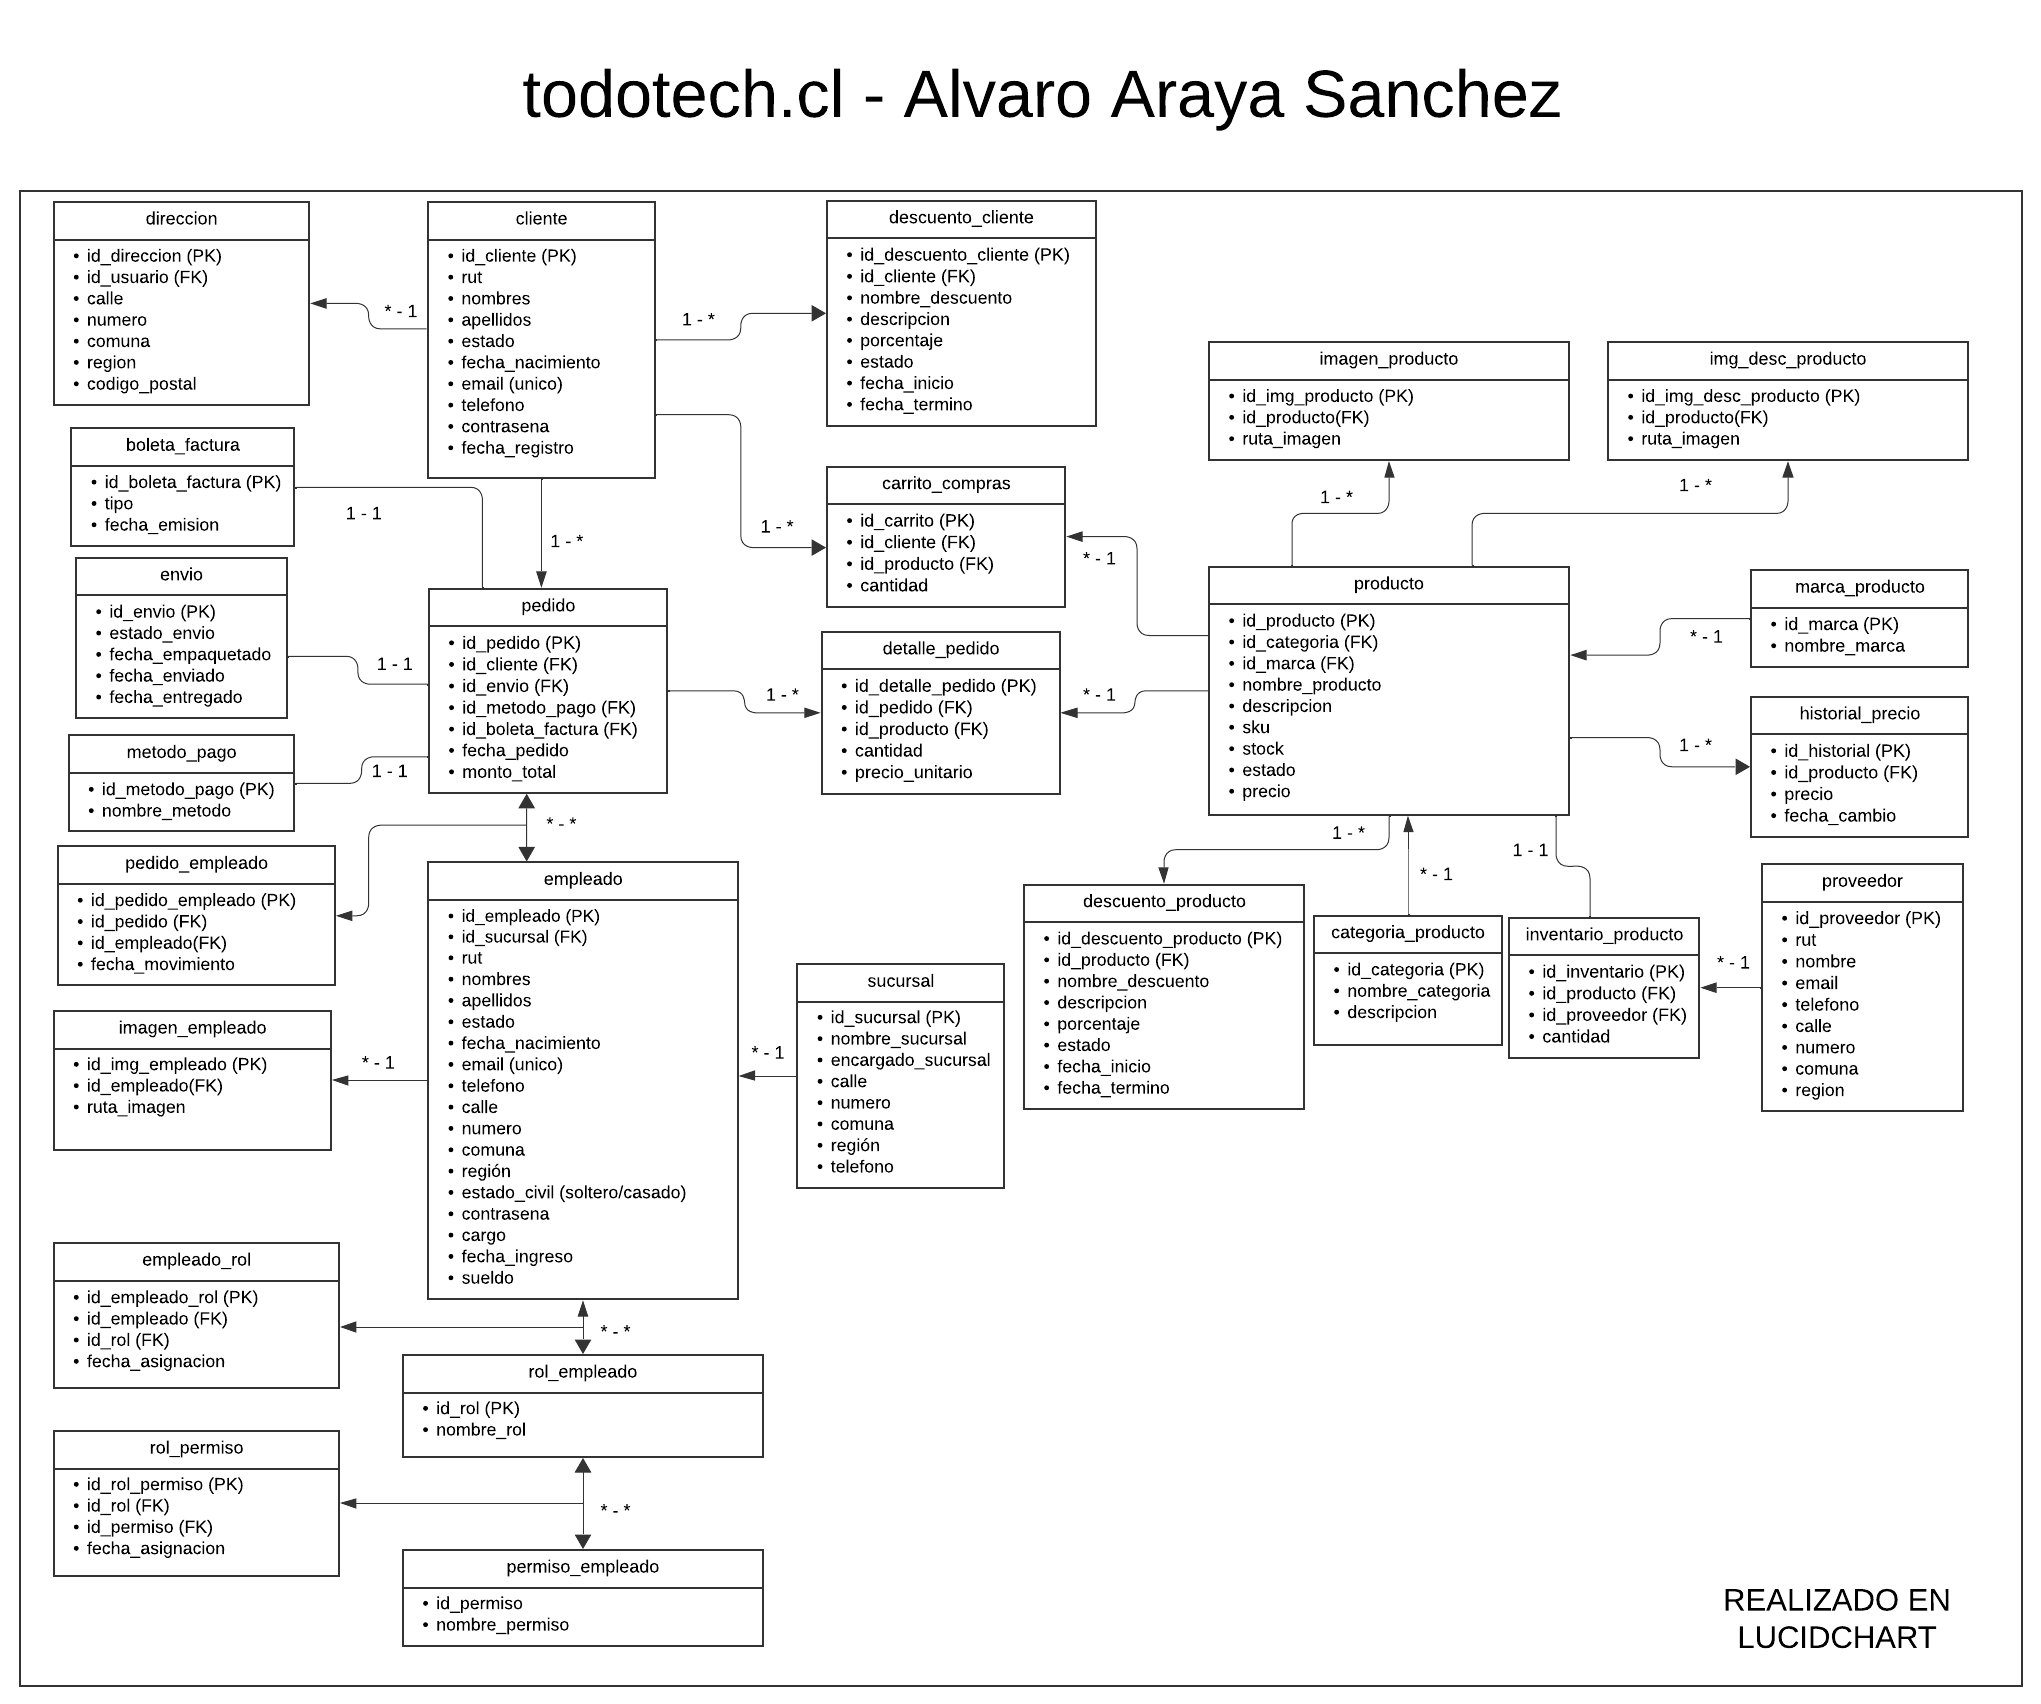 todotech.cl - Alvaro Araya Sanchez
direccion
• id_direccion (PK)
• id_usuario (FK)
• calle
• numero
• comuna
• region
• codigo_postal
* - 1
cliente
• id_cliente (PK)
• rut
• nombres
• apellidos
• estado
• fecha_nacimiento
• email (unico)
• telefono
• contrasena
• fecha_registro
1 - *
descuento_cliente
• id_descuento_cliente (PK)
• id_cliente (FK)
• nombre_descuento
• descripcion
• porcentaje
• estado
• fecha_inicio
• fecha_termino
imagen_producto
• id_img_producto (PK)
• id_producto(FK)
• ruta_imagen
img_desc_producto
• id_img_desc_producto (PK)
• id_producto(FK)
• ruta_imagen
boleta_factura
• id_boleta_factura (PK)
• tipo
• fecha_emision
1 - 1
1 - *
1 - *
carrito_compras
• id_carrito (PK)
• id_cliente (FK)
• id_producto (FK)
• cantidad
* - 1
1 - *
1 - *
envio
• id_envio (PK)
• estado_envio
• fecha_empaquetado
• fecha_enviado
• fecha_entregado
1 - 1
pedido
• id_pedido (PK)
• id_cliente (FK)
• id_envio (FK)
• id_metodo_pago (FK)
• id_boleta_factura (FK)
• fecha_pedido
• monto_total
1 - *
detalle_pedido
• id_detalle_pedido (PK)
• id_pedido (FK)
• id_producto (FK)
• cantidad
• precio_unitario
* - 1
producto
• id_producto (PK)
• id_categoria (FK)
• id_marca (FK)
• nombre_producto
• descripcion
• sku
• stock
• estado
• precio
* - 1
marca_producto
• id_marca (PK)
• nombre_marca
1 - *
historial_precio
• id_historial (PK)
• id_producto (FK)
• precio
• fecha_cambio
metodo_pago
• id_metodo_pago (PK)
• nombre_metodo
1 - 1
* - *
pedido_empleado
• id_pedido_empleado (PK)
• id_pedido (FK)
• id_empleado(FK)
• fecha_movimiento
empleado
• id_empleado (PK)
• id_sucursal (FK)
• rut
• nombres
• apellidos
• estado
• fecha_nacimiento
• email (unico)
• telefono
• calle
• numero
• comuna
• región
• estado_civil (soltero/casado)
• contrasena
• cargo
• fecha_ingreso
• sueldo
* - 1
sucursal
• id_sucursal (PK)
• nombre_sucursal
• encargado_sucursal
• calle
• numero
• comuna
• región
• telefono
1 - *
descuento_producto
• id_descuento_producto (PK)
• id_producto (FK)
• nombre_descuento
• descripcion
• porcentaje
• estado
• fecha_inicio
• fecha_termino
* - 1
categoria_producto
• id_categoria (PK)
• nombre_categoria
• descripcion
1 - 1
inventario_producto
• id_inventario (PK)
• id_producto (FK)
• id_proveedor (FK)
• cantidad
* - 1
proveedor
• id_proveedor (PK)
• rut
• nombre
• email
• telefono
• calle
• numero
• comuna
• region
imagen_empleado
• id_img_empleado (PK)
• id_empleado(FK)
• ruta_imagen
* - 1
empleado_rol
• id_empleado_rol (PK)
• id_empleado (FK)
• id_rol (FK)
• fecha_asignacion
* - *
rol_empleado
• id_rol (PK)
• nombre_rol
rol_permiso
• id_rol_permiso (PK)
• id_rol (FK)
• id_permiso (FK)
• fecha_asignacion
* - *
permiso_empleado
• id_permiso
• nombre_permiso
REALIZADO EN
LUCIDCHART